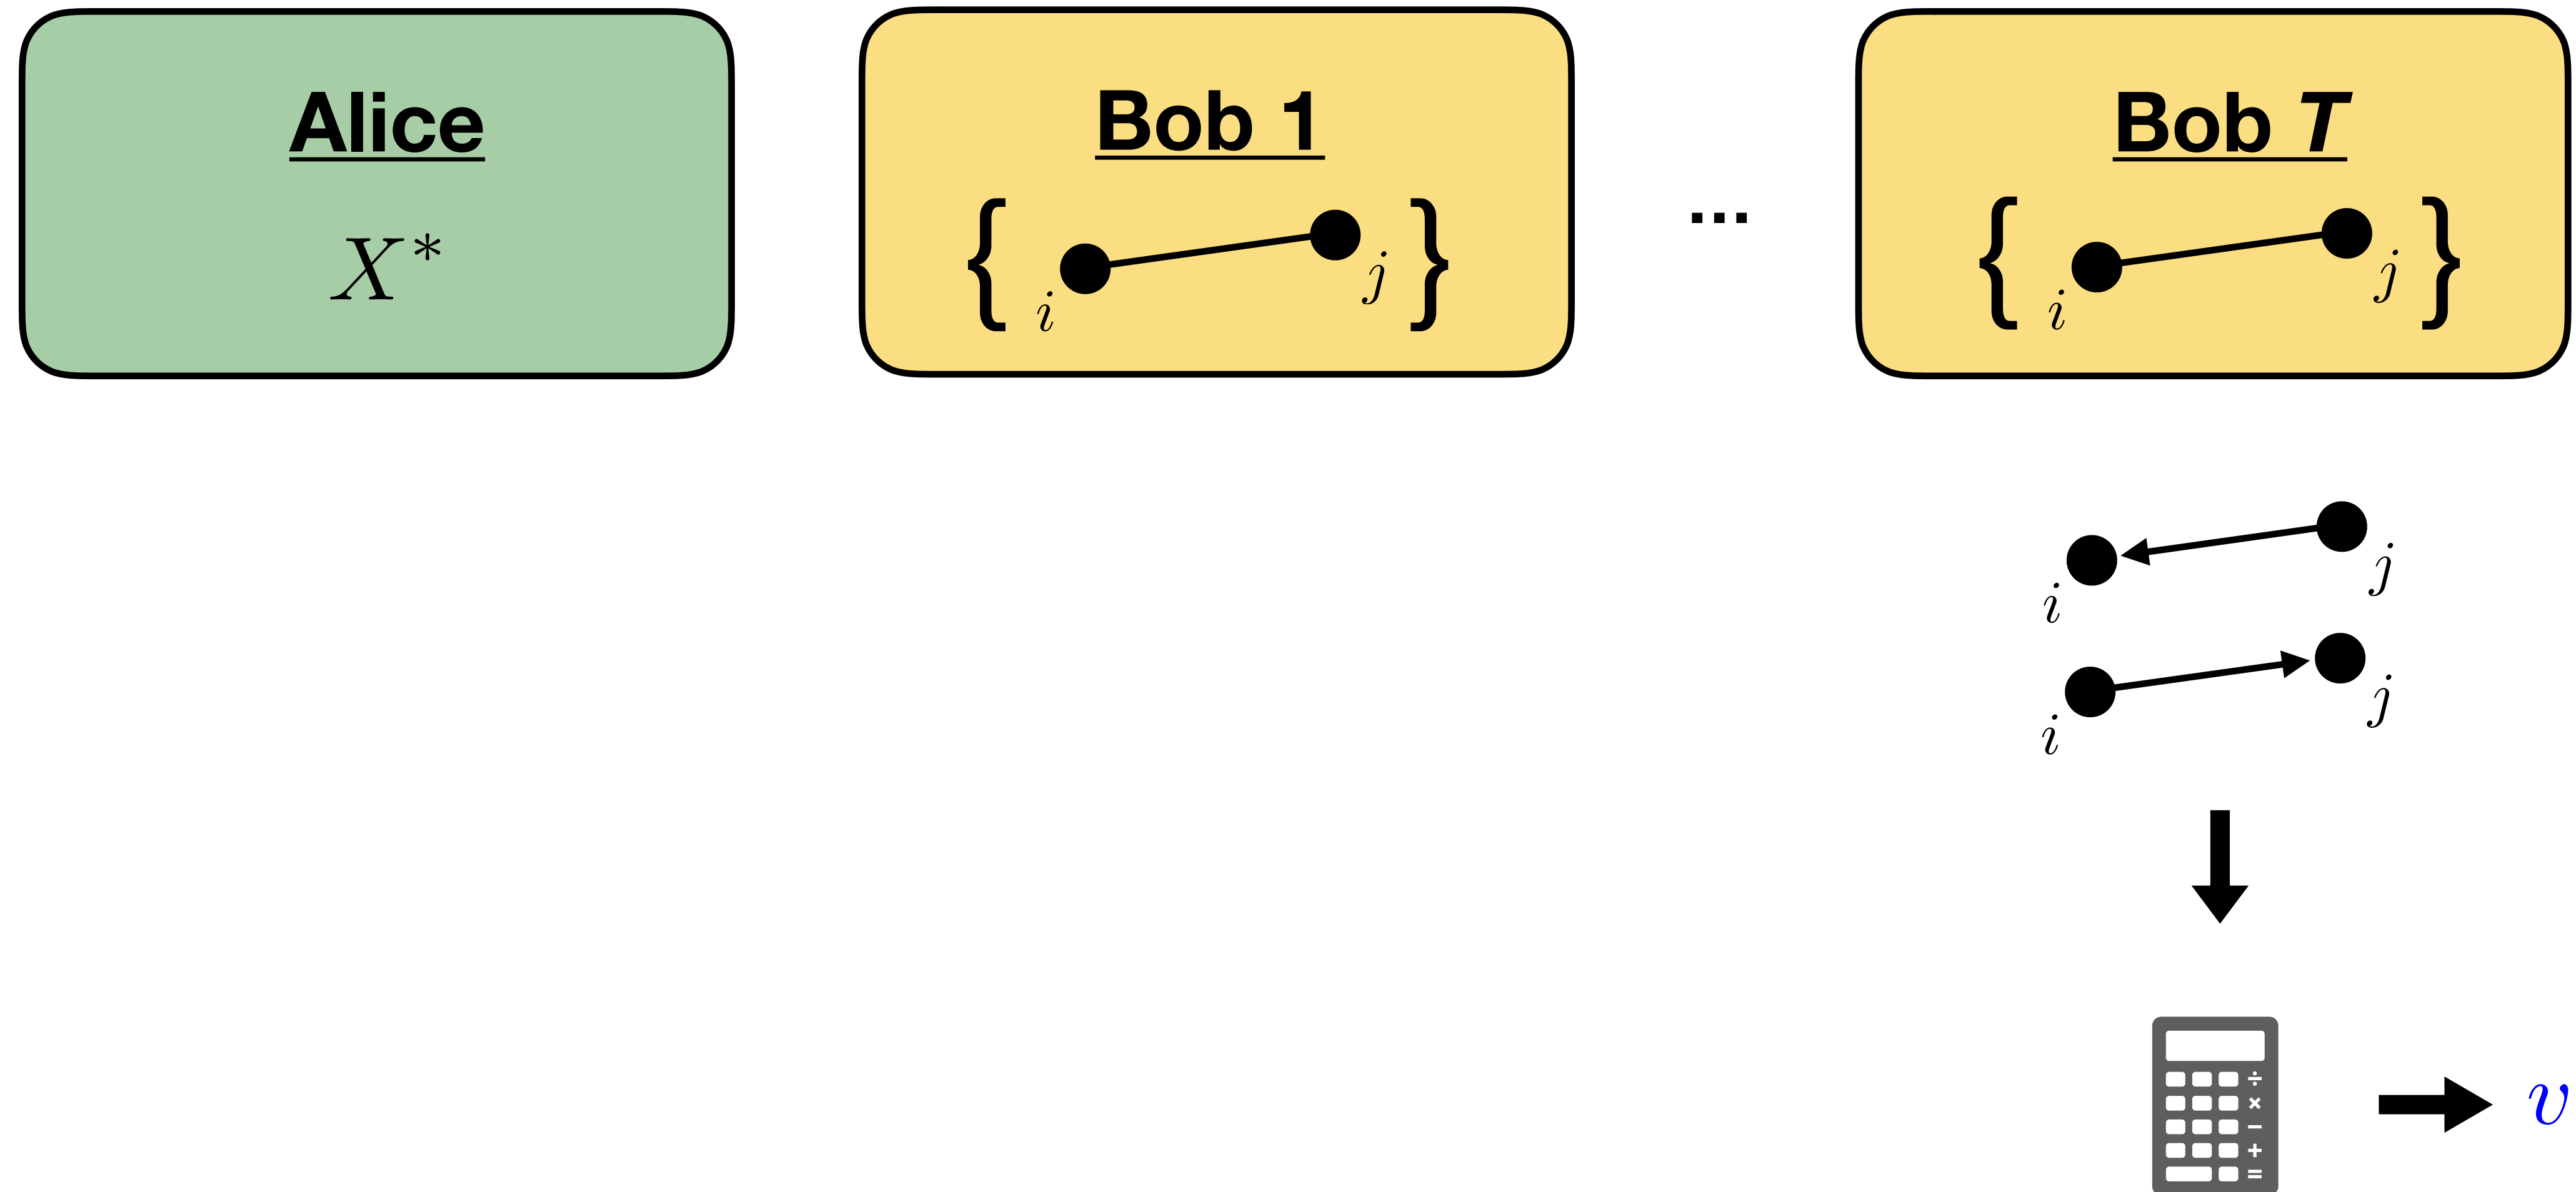 Alice
X*
Bob 1
{ i j }
...
Bob T
{ i j }
i j
i j
÷
×
−
+
=
v